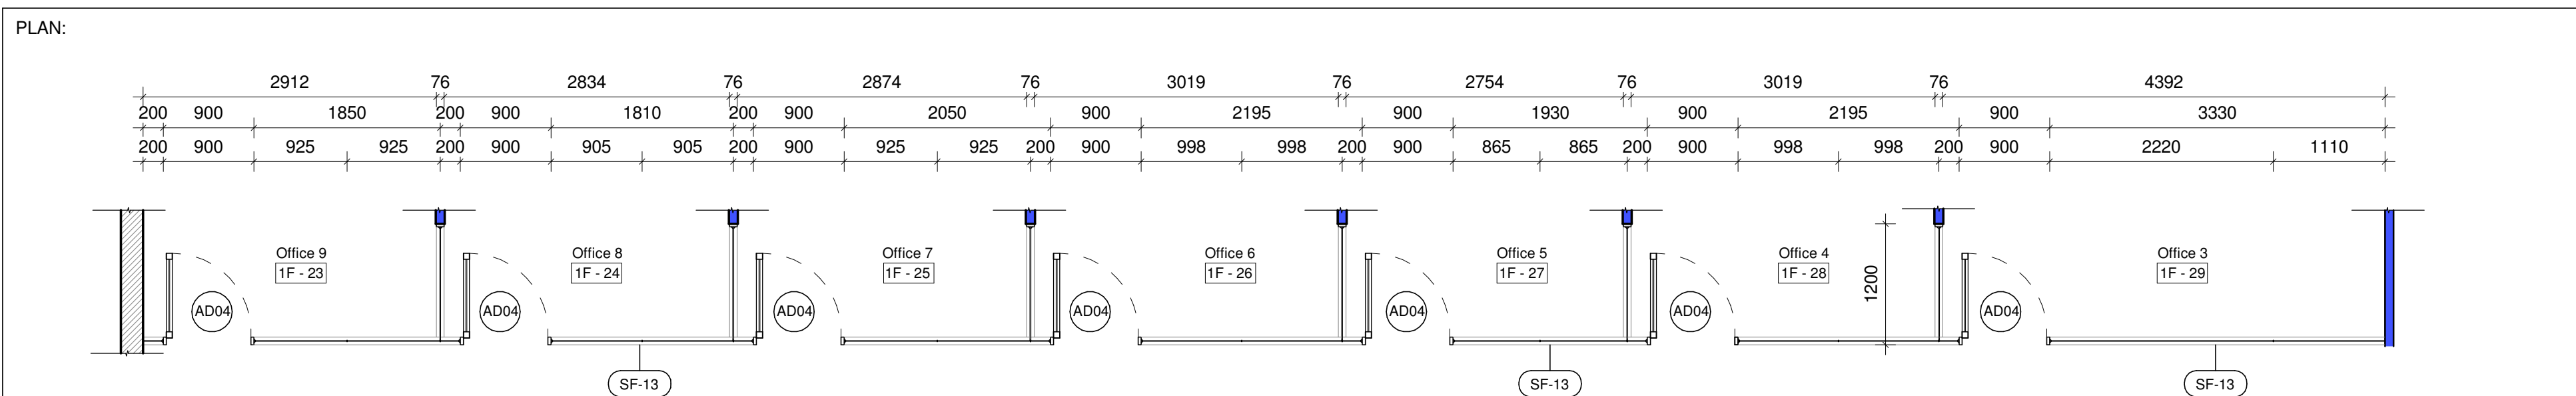 PLAN:
2912 76 2834 76 2874 76 3019 76 2754 76 3019 76 4392
200 900 1850 200 900 1810 200 900 2050 900 2195 900 1930 900 2195 900 3330
200 900 925 925 200 900 905 905 200 900 925 925 200 900 998 998 200 900 865 865 200 900 998 998 200 900 2220 1110
Office 9 Office 8 Office 7 Office 6 Office 5 Office 4 Office 3
1F - 23 1F - 24 1F - 25 1F - 26 1F - 27 1F - 28 1F - 29
1200
AD04 AD04 AD04 AD04 AD04 AD04 AD04
SF-13 SF-13 SF-13